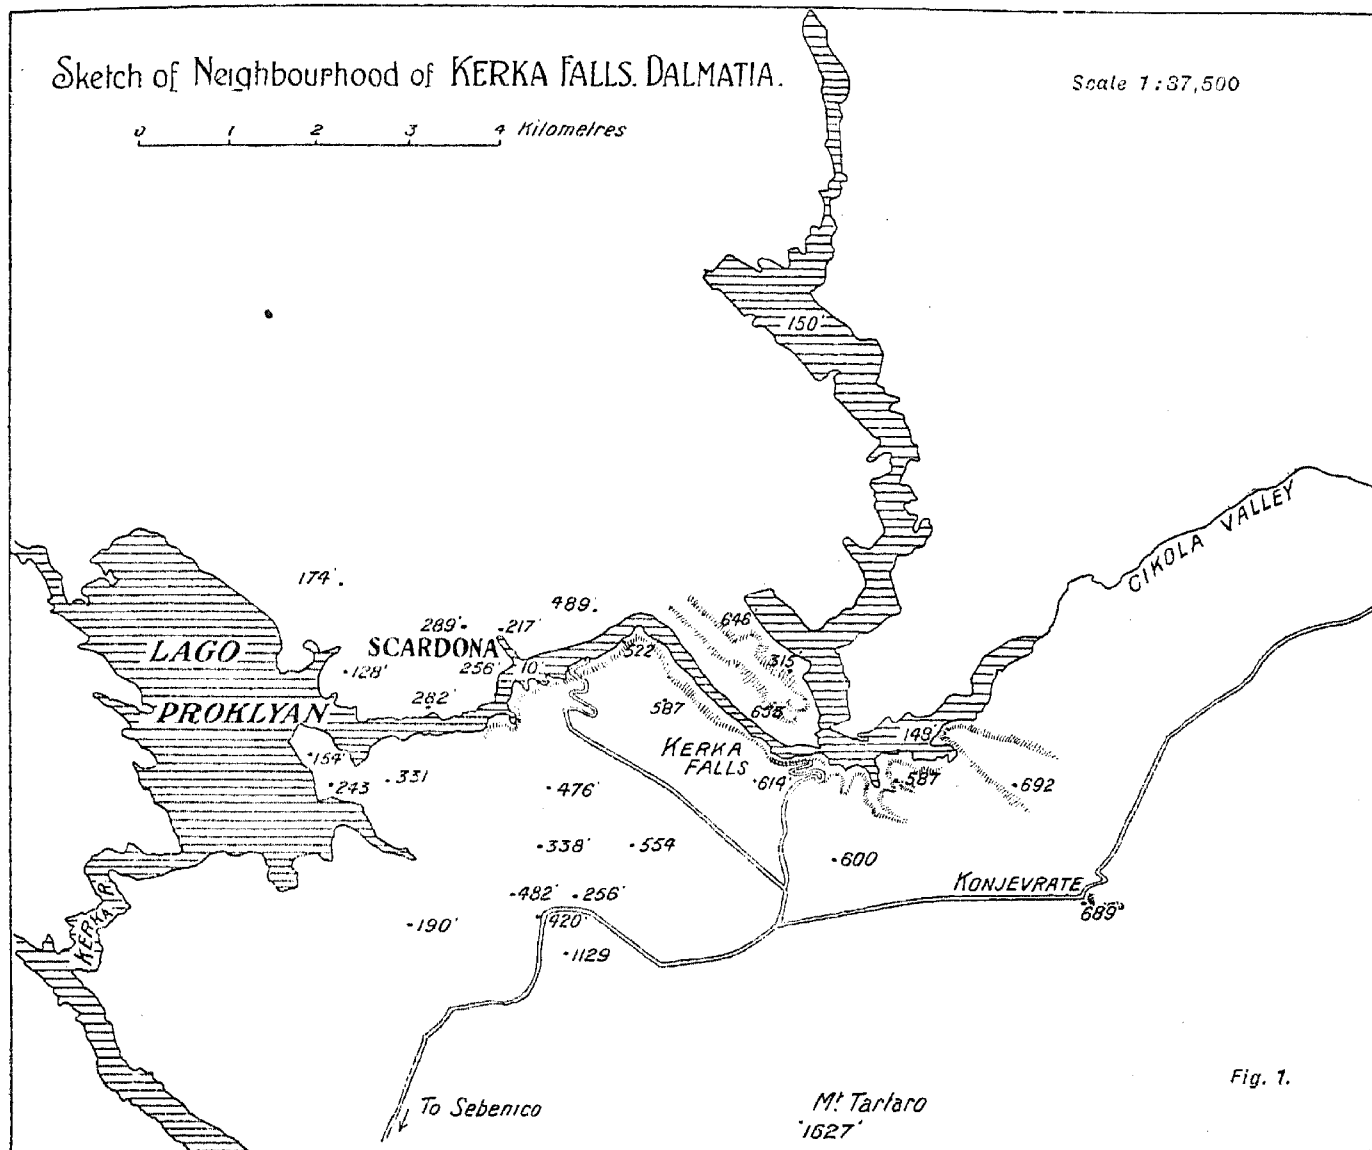 Sketch of Neighbourhood of KERKA FALLS. DALMATIA.
Scale 1:37,500
0 1 2 3 4 Kilometres
150'
CIKOLA VALLEY
174'
489
289'
217'
646
SCARDONA
LAGO
522
128'
256'
10
315'
282'
587
655
PROKLYAN
149'
KERKA
FALLS
154'
243
331
476'
614
587
692
338'
554
600
KONJEVRATE
482'
256'
689'
KERKA R.
190'
420'
1129
To Sebenico
Mt Tartaro
1627'
Fig. 1.